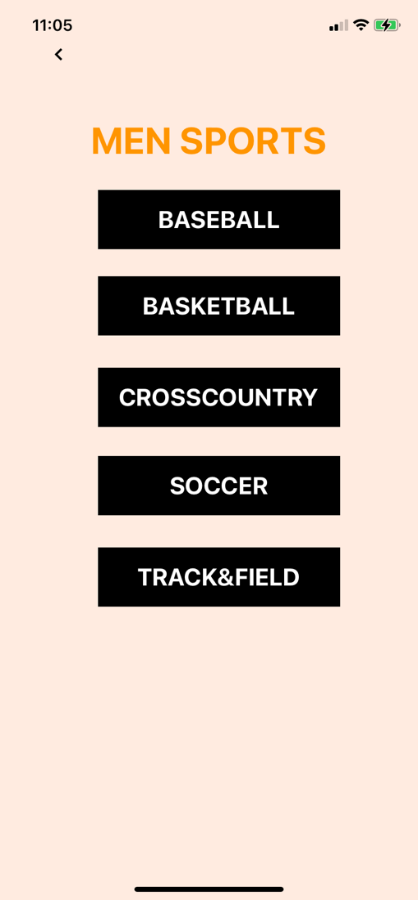 11:05
MEN SPORTS
BASEBALL
BASKETBALL
CROSSCOUNTRY
SOCCER
TRACK&FIELD